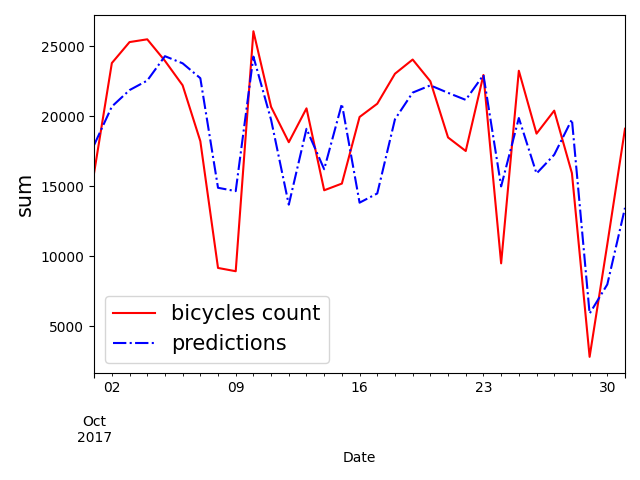 25000
20000
15000
10000
5000
sum
bicycles count
predictions
02 09 16 23 30
Oct
2017
Date